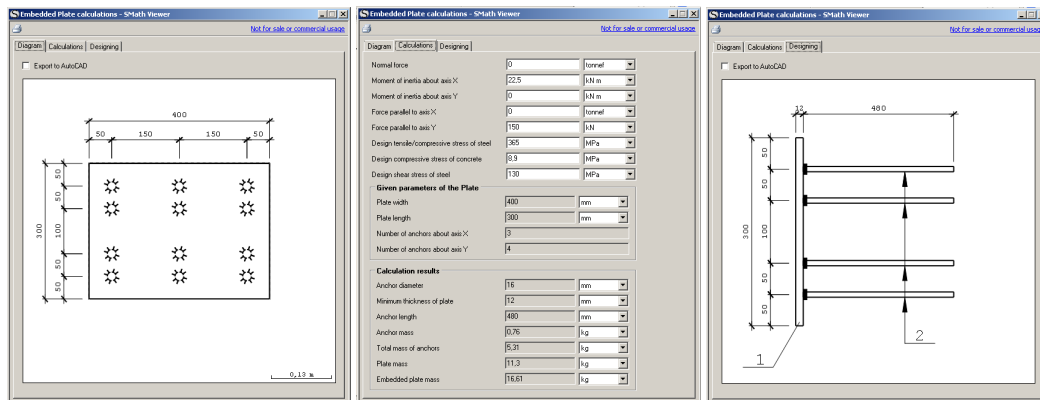 Embedded Plate calculations - SMath Viewer
Not for sale or commercial usage
Diagram Calculations Designing
Export to AutoCAD
400
50 150 150 50
50
50
300
100
50
50
0,13 m
Embedded Plate calculations - SMath Viewer
Not for sale or commercial usage
Diagram Calculations Designing
Normal force 0 tonnef
Moment of inertia about axis X 22,5 kN m
Moment of inertia about axis Y 0 kN m
Force parallel to axis X 0 tonnef
Force parallel to axis Y 150 kN
Design tensile/compressive stress of steel 365 MPa
Design compressive stress of concrete 8,9 MPa
Design shear stress of steel 130 MPa
Given parameters of the Plate
Plate width 400 mm
Plate length 300 mm
Number of anchors about axis X 3
Number of anchors about axis Y 4
Calculation results
Anchor diameter 16 mm
Minimum thickness of plate 12 mm
Anchor length 480 mm
Anchor mass 0,76 kg
Total mass of anchors 5,31 kg
Plate mass 11,3 kg
Embedded plate mass 16,61 kg
Embedded Plate calculations - SMath Viewer
Not for sale or commercial usag
Diagram Calculations Designing
Export to AutoCAD
12 480
50
50
300
100
50
50
1
2